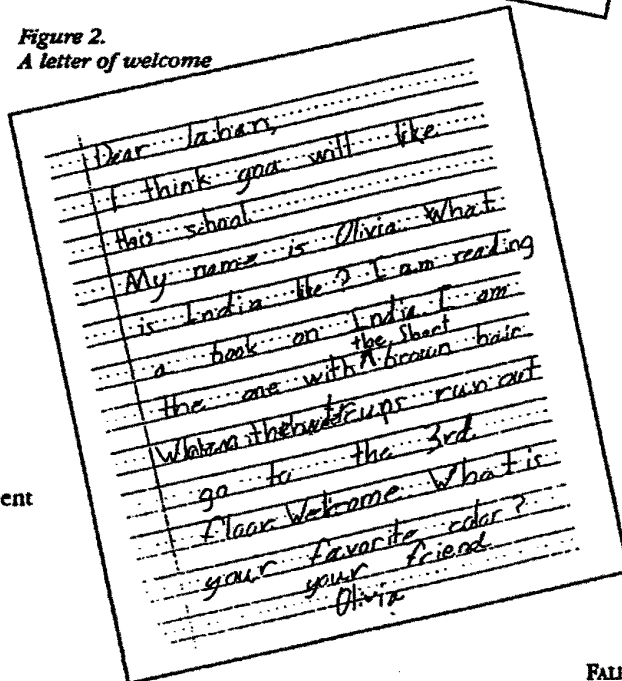 Figure 2.
A letter of welcome
Dear Iaban,
I think you will like
this school
My name is Olivia. What
is India like? I am reading
a book on India. I am
the short
the one with ^ brown hair
When the cups run out
go to the 3rd
floor. Welcome. What is
your favorite color?
your friend
Olivia
ent
FALL